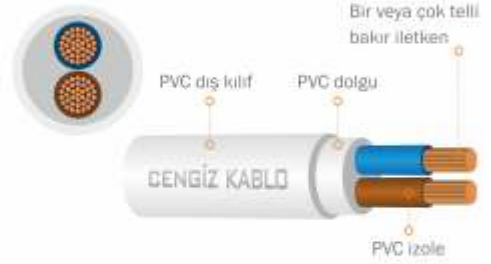 Bir veya çok telli
bakır iletken
PVC dış kılıf
PVC dolgu
CENGİZ KABLO
PVC izole